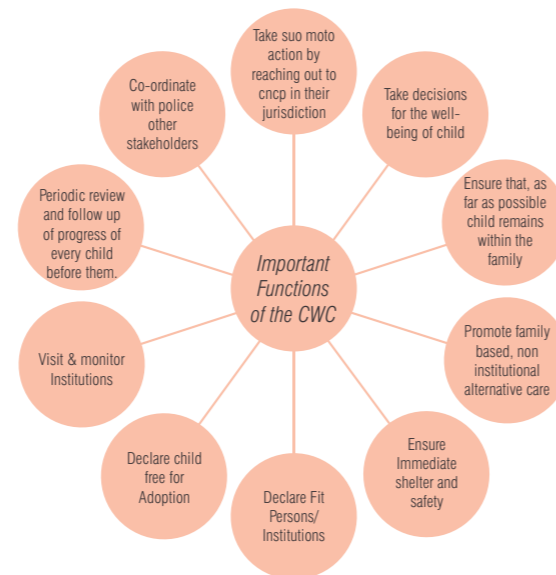 Important
Functions
of the CWC
Take suo moto
action by
reaching out to
cncp in their
jurisdiction
Take decisions
for the well-
being of child
Ensure that, as
far as possible
child remains
within the
family
Promote family
based, non
institutional
alternative care
Ensure
Immediate
shelter and
safety
Declare Fit
Persons/
Institutions
Declare child
free for
Adoption
Visit & monitor
Institutions
Periodic review
and follow up
of progress of
every child
before them.
Co-ordinate
with police
other
stakeholders